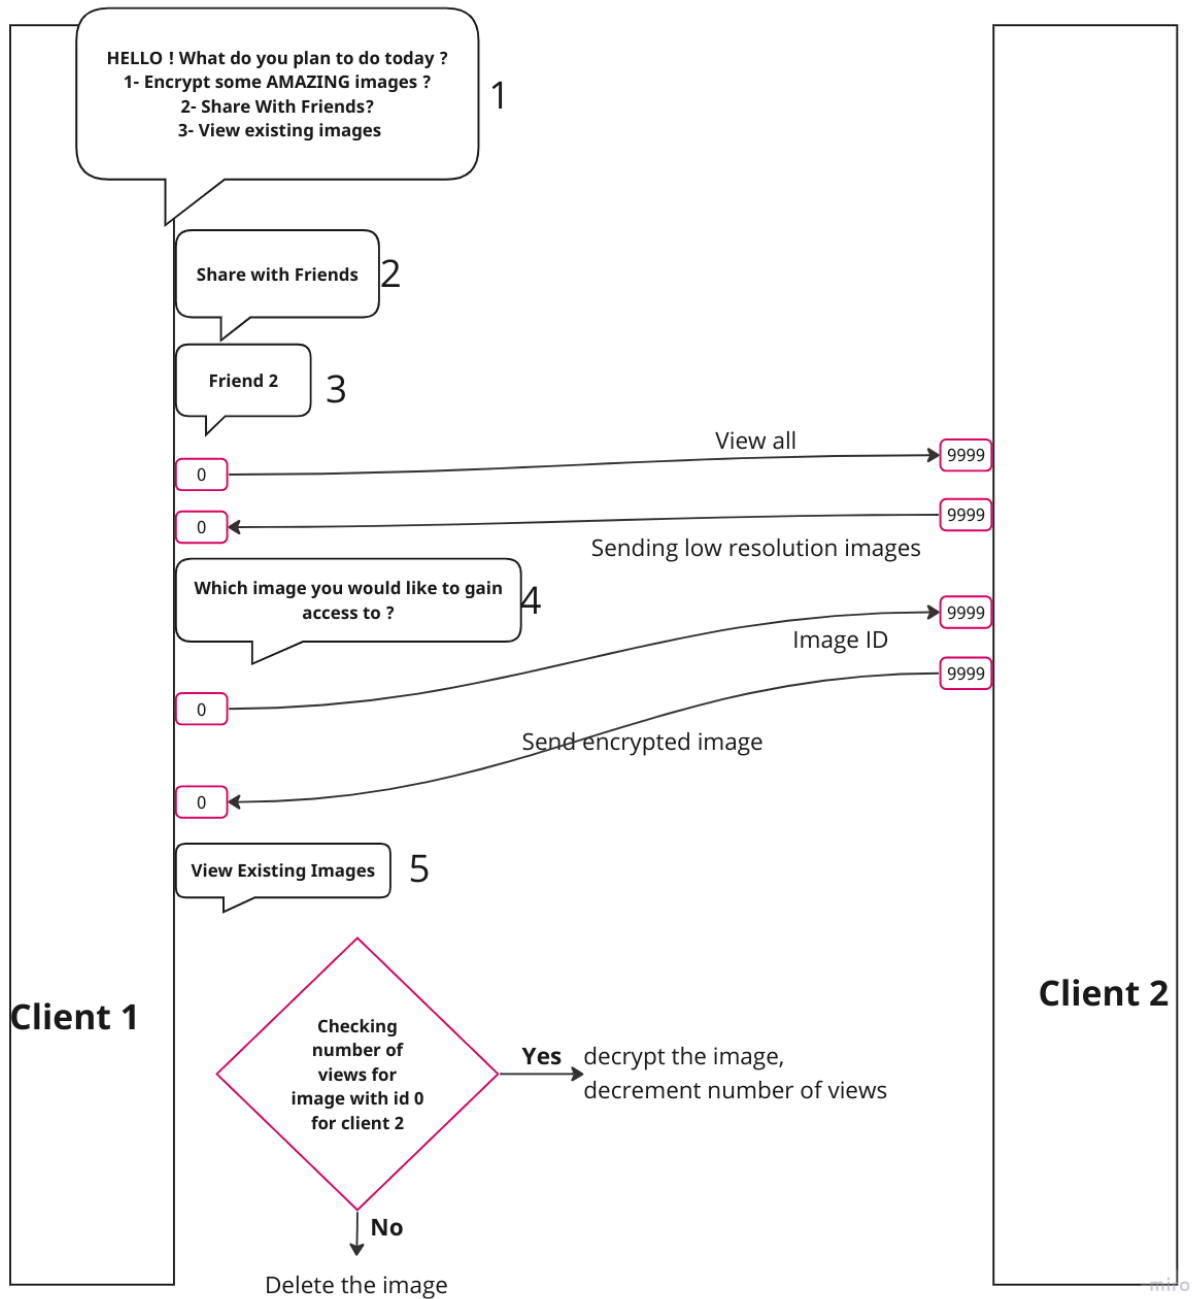 HELLO ! What do you plan to do today ?
1- Encrypt some AMAZING images ?
2- Share With Friends?
3- View existing images
1
Share with Friends
2
Friend 2
3
View all
0
9999
0
9999
Sending low resolution images
Which image you would like to gain
access to ?
4
9999
Image ID
9999
0
Send encrypted image
0
View Existing Images
5
Client 1
Client 2
Checking
number of
views for
image with id 0
for client 2
Yes
decrypt the image,
decrement number of views
No
Delete the image
miro